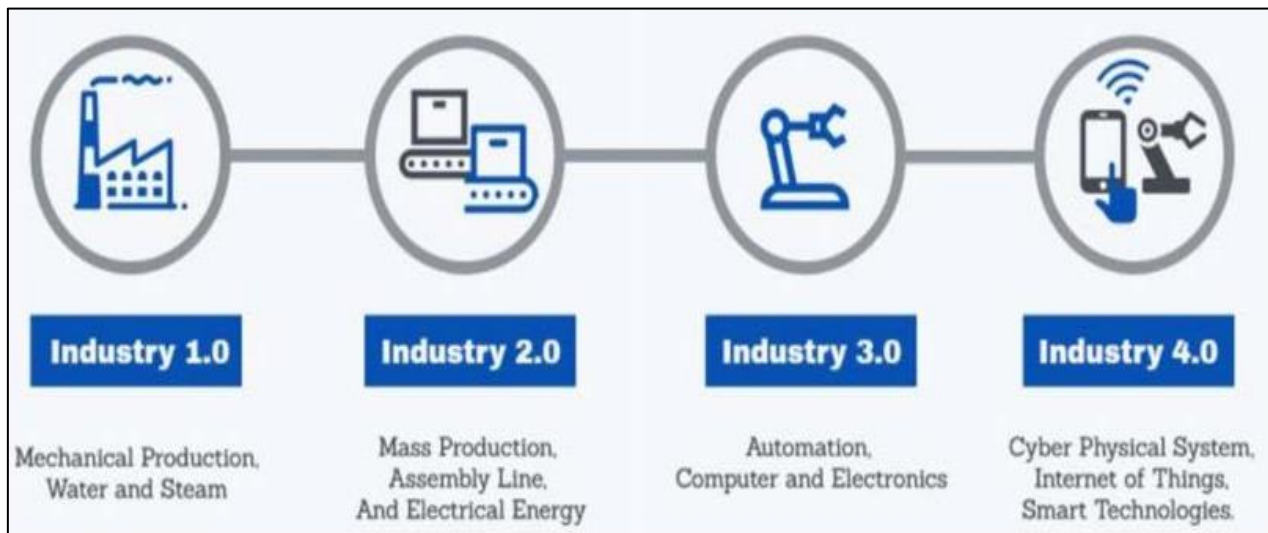 Industry 1.0
Mechanical Production,
Water and Steam
Industry 2.0
Mass Production,
Assembly Line,
And Electrical Energy
Industry 3.0
Automation,
Computer and Electronics
Industry 4.0
Cyber Physical System,
Internet of Things,
Smart Technologies.